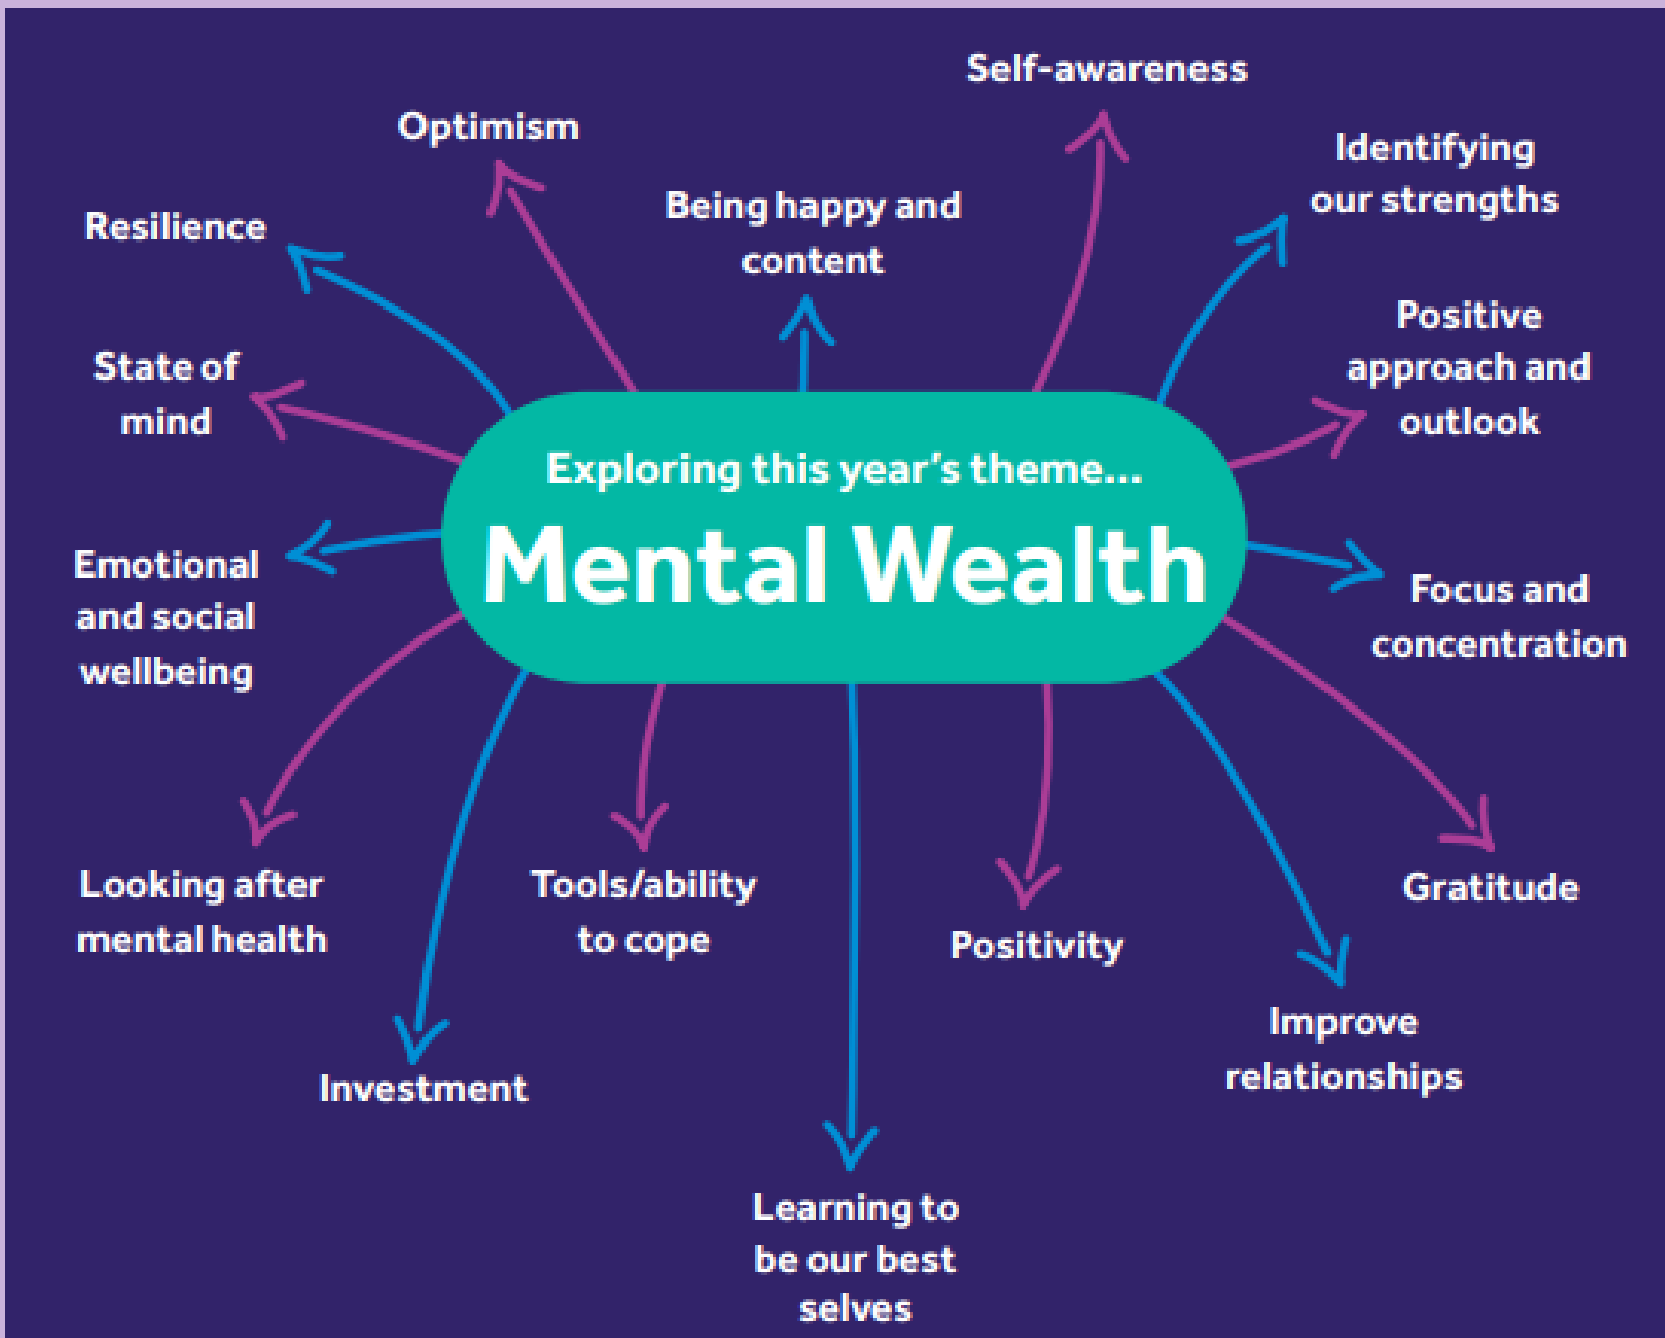 Self-awareness
Optimism
Identifying
our strengths
Being happy and
content
Resilience
Positive
approach and
outlook
State of
mind
Exploring this year's theme...
Mental Wealth
Emotional
and social
wellbeing
Focus and
concentration
Looking after
mental health
Tools/ability
to cope
Positivity
Gratitude
Improve
relationships
Investment
Learning to
be our best
selves